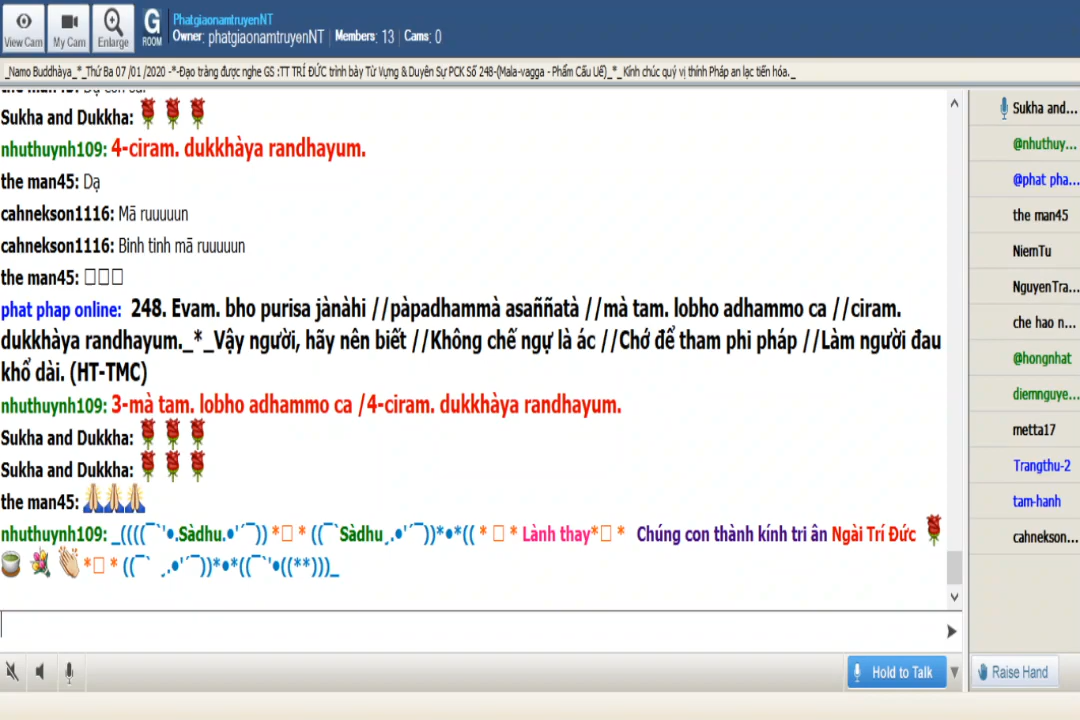 View Cam My Cam Enlarge G ROOM PhatgiaonamtruyenNT
Owner: phatgiaonamtruyenNT | Members: 13 | Cams: 0
_Namo Buddhàya_*_Thứ Ba 07 /01 /2020 -*-Đạo tràng được nghe GS :TT TRÍ ĐỨC trình bày Từ Vựng & Duyên Sự PCK Số 248-(Mala-vagga - Phẩm Cấu Uế)_*_ Kính chúc quý vị thính Pháp an lạc tiến hóa._
Sukha and Dukkha: 🌹 🌹 🌹
nhuthuynh109: 4-ciram. dukkhàya randhayum.
the man45: Dạ
cahnekson1116: Mã ruuuuun
cahnekson1116: Binh tinh mã ruuuuun
the man45: □□□
phat phap online: 248. Evam. bho purisa jànàhi //pàpadhammà asaññatà //mà tam. lobho adhammo ca //ciram.
dukkhàya randhayum._*_Vậy người, hãy nên biết //Không chế ngự là ác //Chớ để tham phi pháp //Làm người đau
khổ dài. (HT-TMC)
nhuthuynh109: 3-mà tam. lobho adhammo ca /4-ciram. dukkhàya randhayum.
Sukha and Dukkha: 🌹 🌹 🌹
Sukha and Dukkha: 🌹 🌹 🌹
the man45: 🙏🙏🙏
nhuthuynh109: _((((¯`'•.Sàdhu.•'´¯)) *□ * ((¯`Sàdhu¸.•'´¯))*•*(( * □ * Lành thay*□ * Chúng con thành kính tri ân Ngài Trí Đức 🌹
🍵 💐 👏 *□ * ((¯` ¸.•'´¯))*•*((¯`'•((**)))_
Hold to Talk
Sukha and...
@nhuthuy...
@phat pha...
the man45
NiemTu
NguyenTra...
che hao n...
@hongnhat
diemnguye...
metta17
Trangthu-2
tam-hanh
cahnekson...
Raise Hand